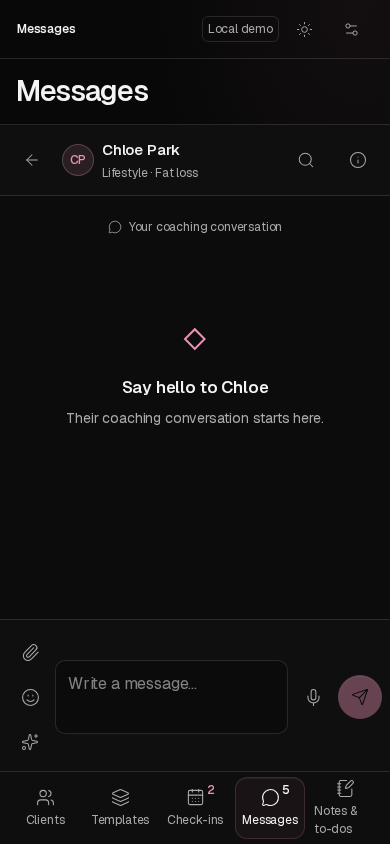 Messages
Local demo
Messages
CP
Chloe Park
Lifestyle · Fat loss
Your coaching conversation
Say hello to Chloe
Their coaching conversation starts here.
Write a message...
Clients
Templates
2
Check-ins
5
Messages
Notes &
to-dos